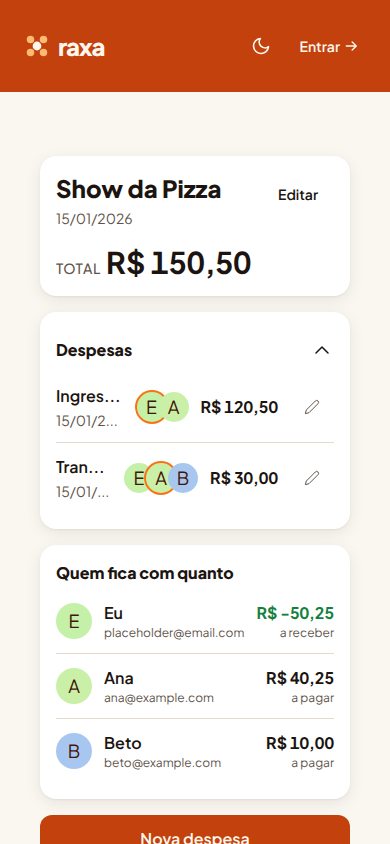 raxa
Entrar →
Show da Pizza
Editar
15/01/2026
TOTAL R$ 150,50
Despesas
Ingres...
15/01/2...
E A
R$ 120,50
Tran...
15/01/...
E A B
R$ 30,00
Quem fica com quanto
E
Eu
placeholder@email.com
R$ -50,25
a receber
A
Ana
ana@example.com
R$ 40,25
a pagar
B
Beto
beto@example.com
R$ 10,00
a pagar
Nova despesa